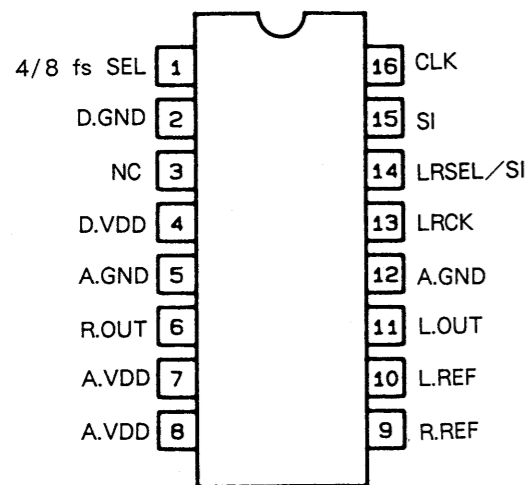 4/8 fs SEL 1 16 CLK
D.GND 2 15 SI
NC 3 14 LRSEL/SI
D.VDD 4 13 LRCK
A.GND 5 12 A.GND
R.OUT 6 11 L.OUT
A.VDD 7 10 L.REF
A.VDD 8 9 R.REF